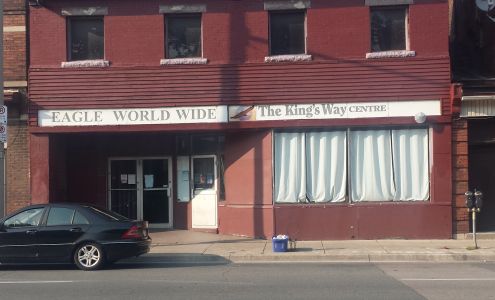 EAGLE WORLD WIDE
The King's Way CENTRE